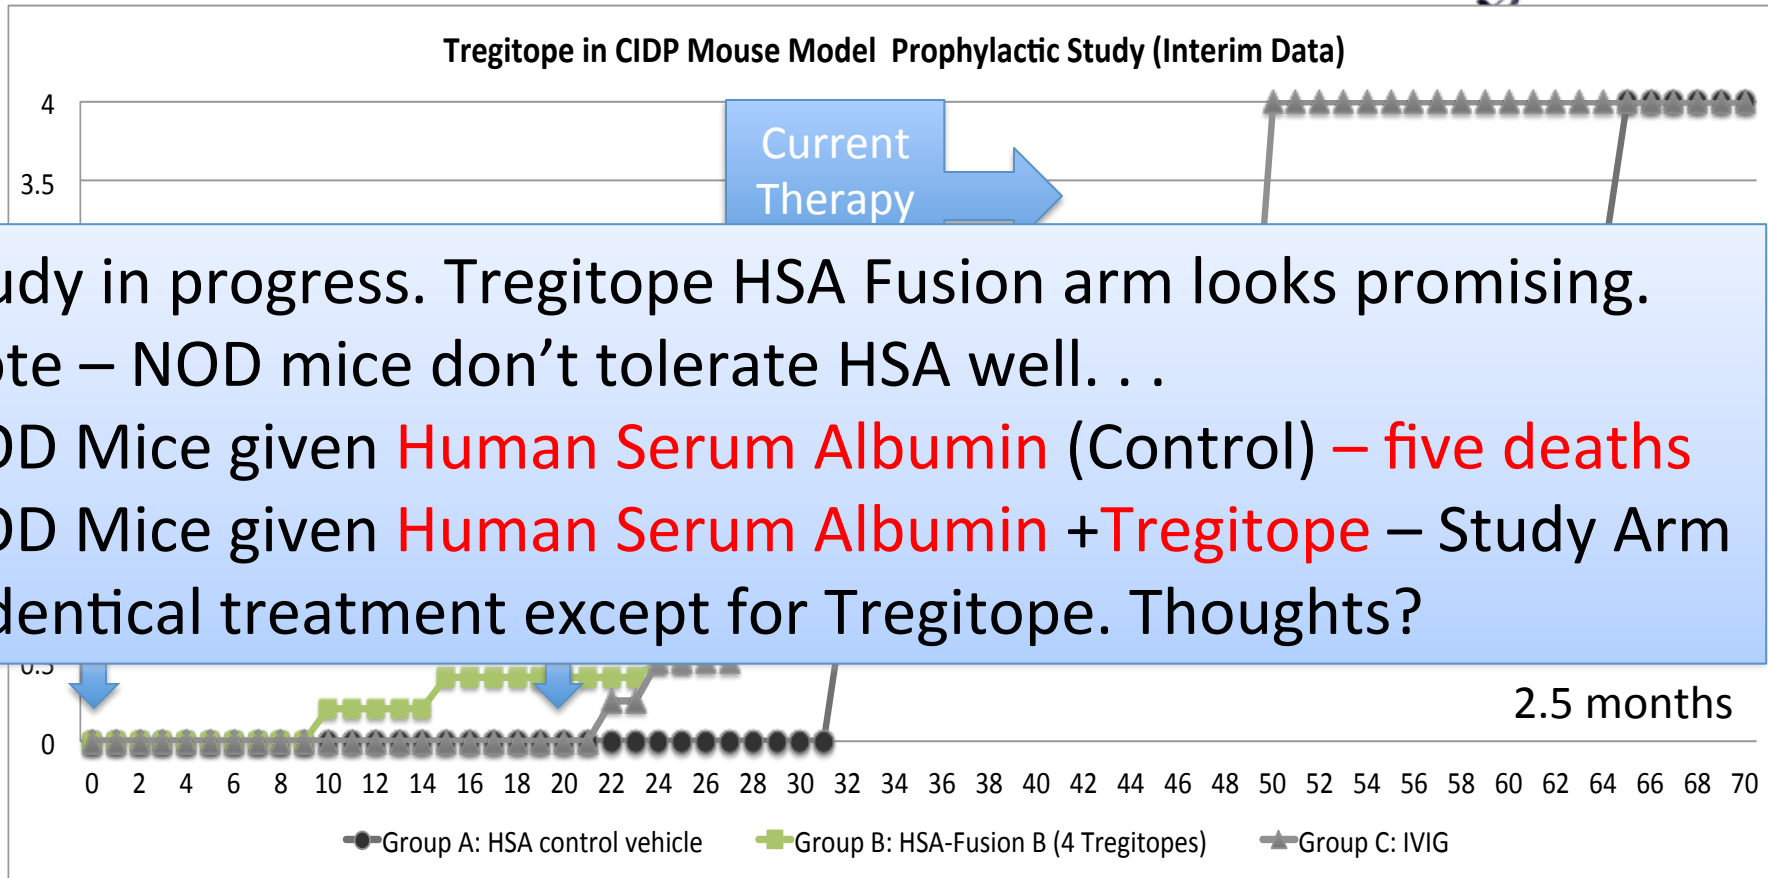 Tregitope in CIDP Mouse Model Prophylactic Study (Interim Data)
4
3.5
Current
Therapy
udy in progress. Tregitope HSA Fusion arm looks promising.
ote – NOD mice don't tolerate HSA well. . .
OD Mice given Human Serum Albumin (Control) – five deaths
OD Mice given Human Serum Albumin +Tregitope – Study Arm
dentical treatment except for Tregitope. Thoughts?
0.5
2.5 months
0
0 2 4 6 8 10 12 14 16 18 20 22 24 26 28 30 32 34 36 38 40 42 44 46 48 50 52 54 56 58 60 62 64 66 68 70
Group A: HSA control vehicle Group B: HSA-Fusion B (4 Tregitopes) Group C: IVIG